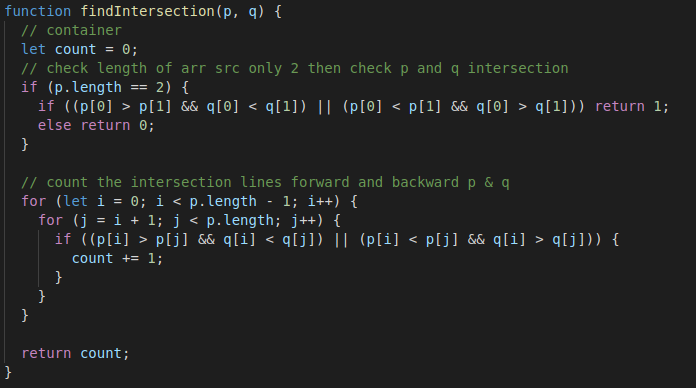 function findIntersection(p, q) {
  // container
  let count = 0;
  // check length of arr src only 2 then check p and q intersection
  if (p.length == 2) {
    if ((p[0] > p[1] && q[0] < q[1]) || (p[0] < p[1] && q[0] > q[1])) return 1;
    else return 0;
  }

  // count the intersection lines forward and backward p & q
  for (let i = 0; i < p.length - 1; i++) {
    for (j = i + 1; j < p.length; j++) {
      if ((p[i] > p[j] && q[i] < q[j]) || (p[i] < p[j] && q[i] > q[j])) {
        count += 1;
      }
    }
  }

  return count;
}